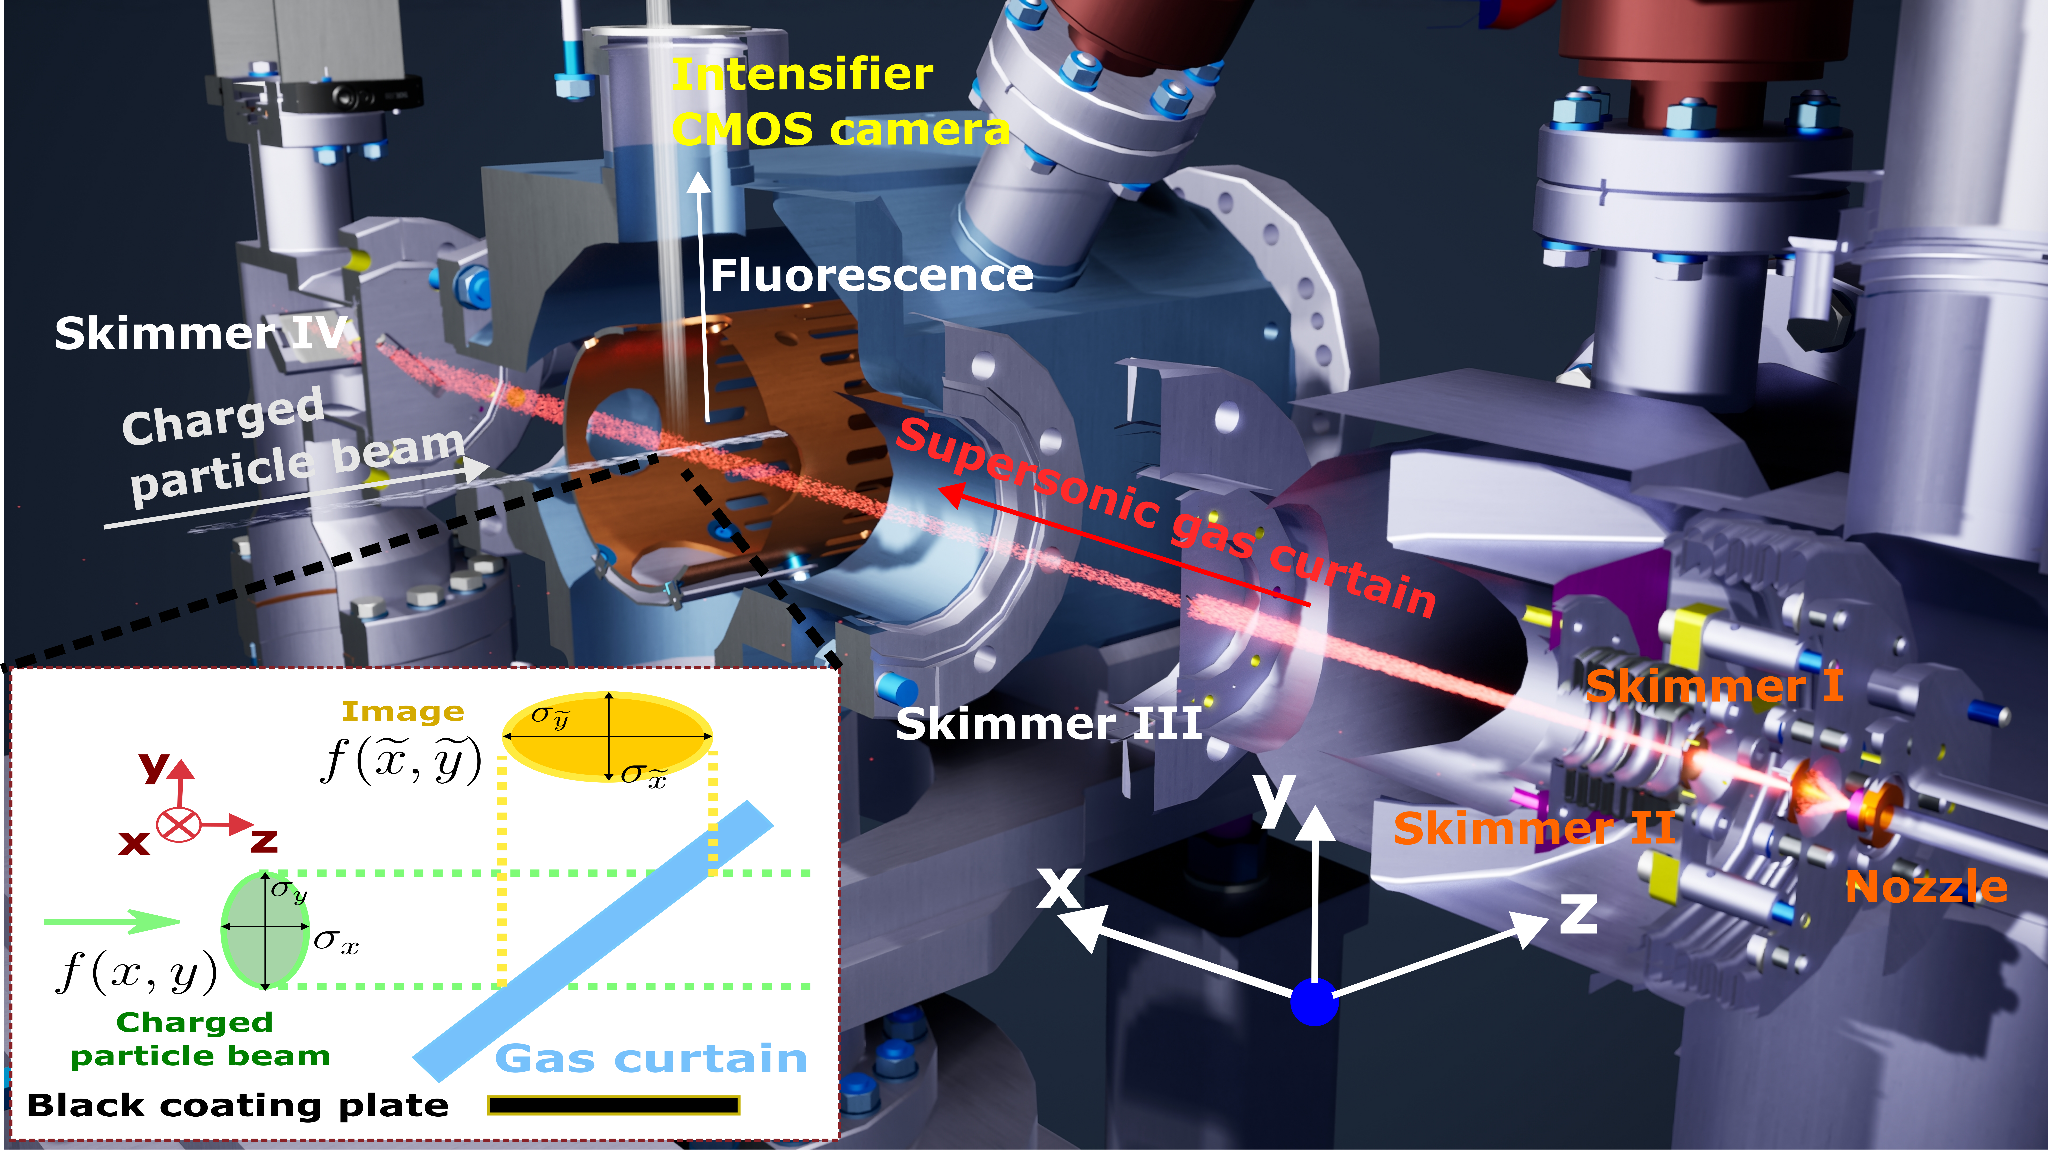 Intensifier
CMOS camera
Fluorescence
Skimmer IV
Charged
particle beam
Supersonic gas curtain
Skimmer III
Skimmer I
Skimmer II
Nozzle
y
x
z
Image
f(x̃, ỹ)
σỹ
σx̃
y
x
z
σy
σx
f(x, y)
Charged
particle beam
Gas curtain
Black coating plate